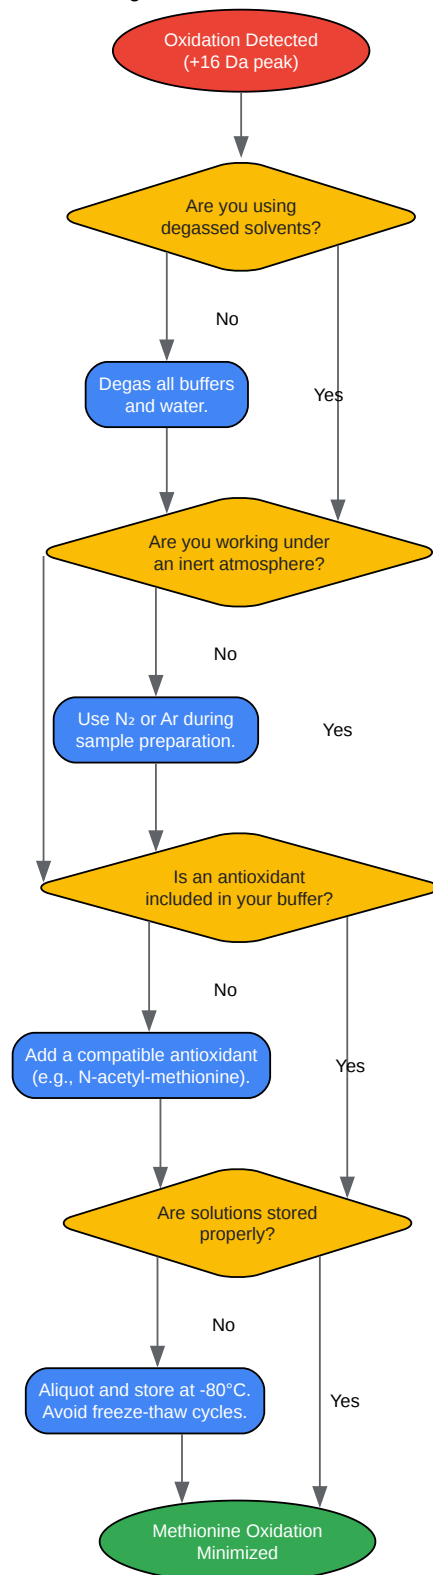 Oxidation Detected
(+16 Da peak)
Are you using
degassed solvents?
No
Degas all buffers
and water.
Yes
Are you working under
an inert atmosphere?
No
Use N₂ or Ar during
sample preparation.
Yes
Is an antioxidant
included in your buffer?
No
Add a compatible antioxidant
(e.g., N-acetyl-methionine).
Yes
Are solutions stored
properly?
No
Aliquot and store at -80°C.
Avoid freeze-thaw cycles.
Yes
Methionine Oxidation
Minimized